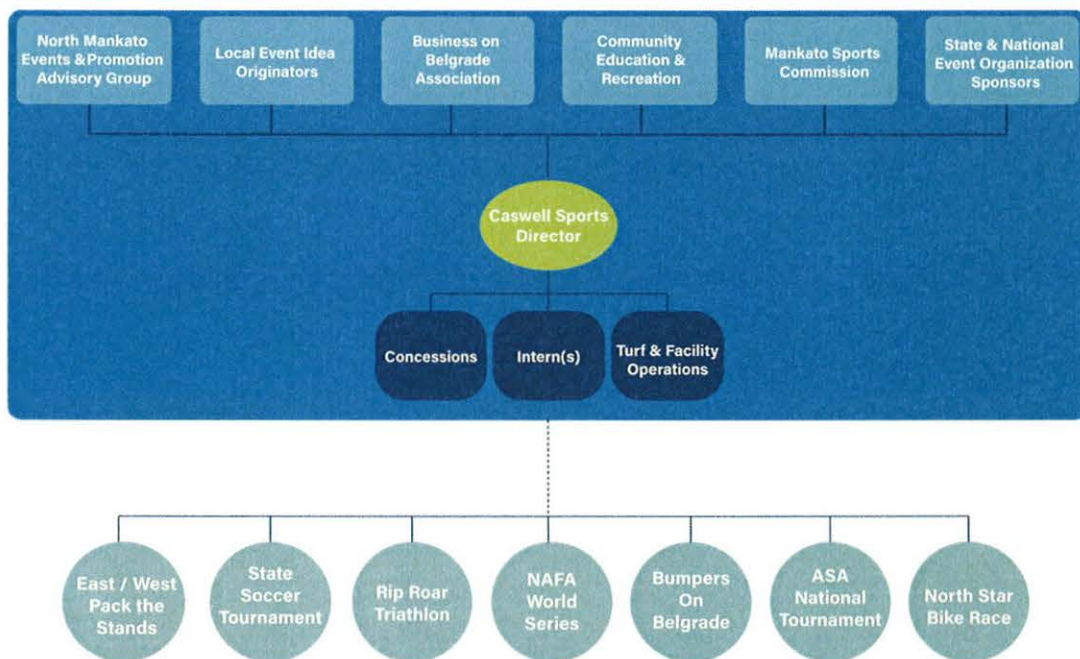 North Mankato
Events &Promotion
Advisory Group
Local Event Idea
Originators
Business on
Belgrade
Association
Community
Education &
Recreation
Mankato Sports
Commission
State & National
Event Organization
Sponsors
Caswell Sports
Director
Concessions
Intern(s)
Turf & Facility
Operations
East / West
Pack the
Stands
State
Soccer
Tournament
Rip Roar
Triathlon
NAFA
World
Series
Bumpers
On
Belgrade
ASA
National
Tournament
North Star
Bike Race